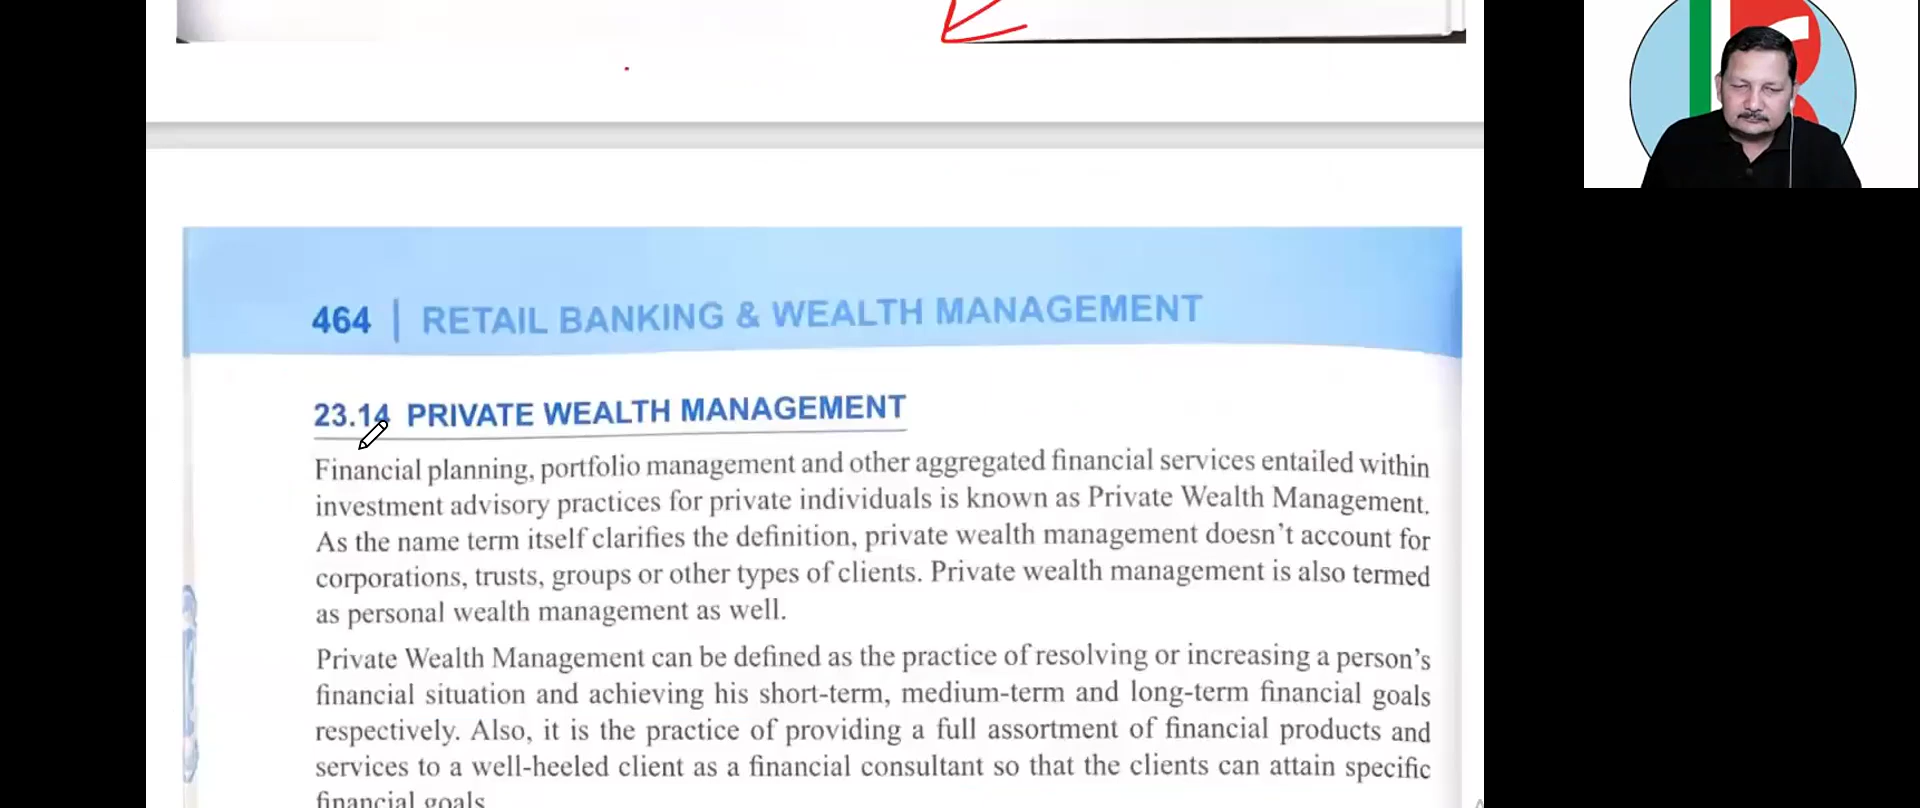 464 | RETAIL BANKING & WEALTH MANAGEMENT
23.14 PRIVATE WEALTH MANAGEMENT
Financial planning, portfolio management and other aggregated financial services entailed within
investment advisory practices for private individuals is known as Private Wealth Management.
As the name term itself clarifies the definition, private wealth management doesn't account for
corporations, trusts, groups or other types of clients. Private wealth management is also termed
as personal wealth management as well.
Private Wealth Management can be defined as the practice of resolving or increasing a person's
financial situation and achieving his short-term, medium-term and long-term financial goals
respectively. Also, it is the practice of providing a full assortment of financial products and
services to a well-heeled client as a financial consultant so that the clients can attain specific
financial goals.